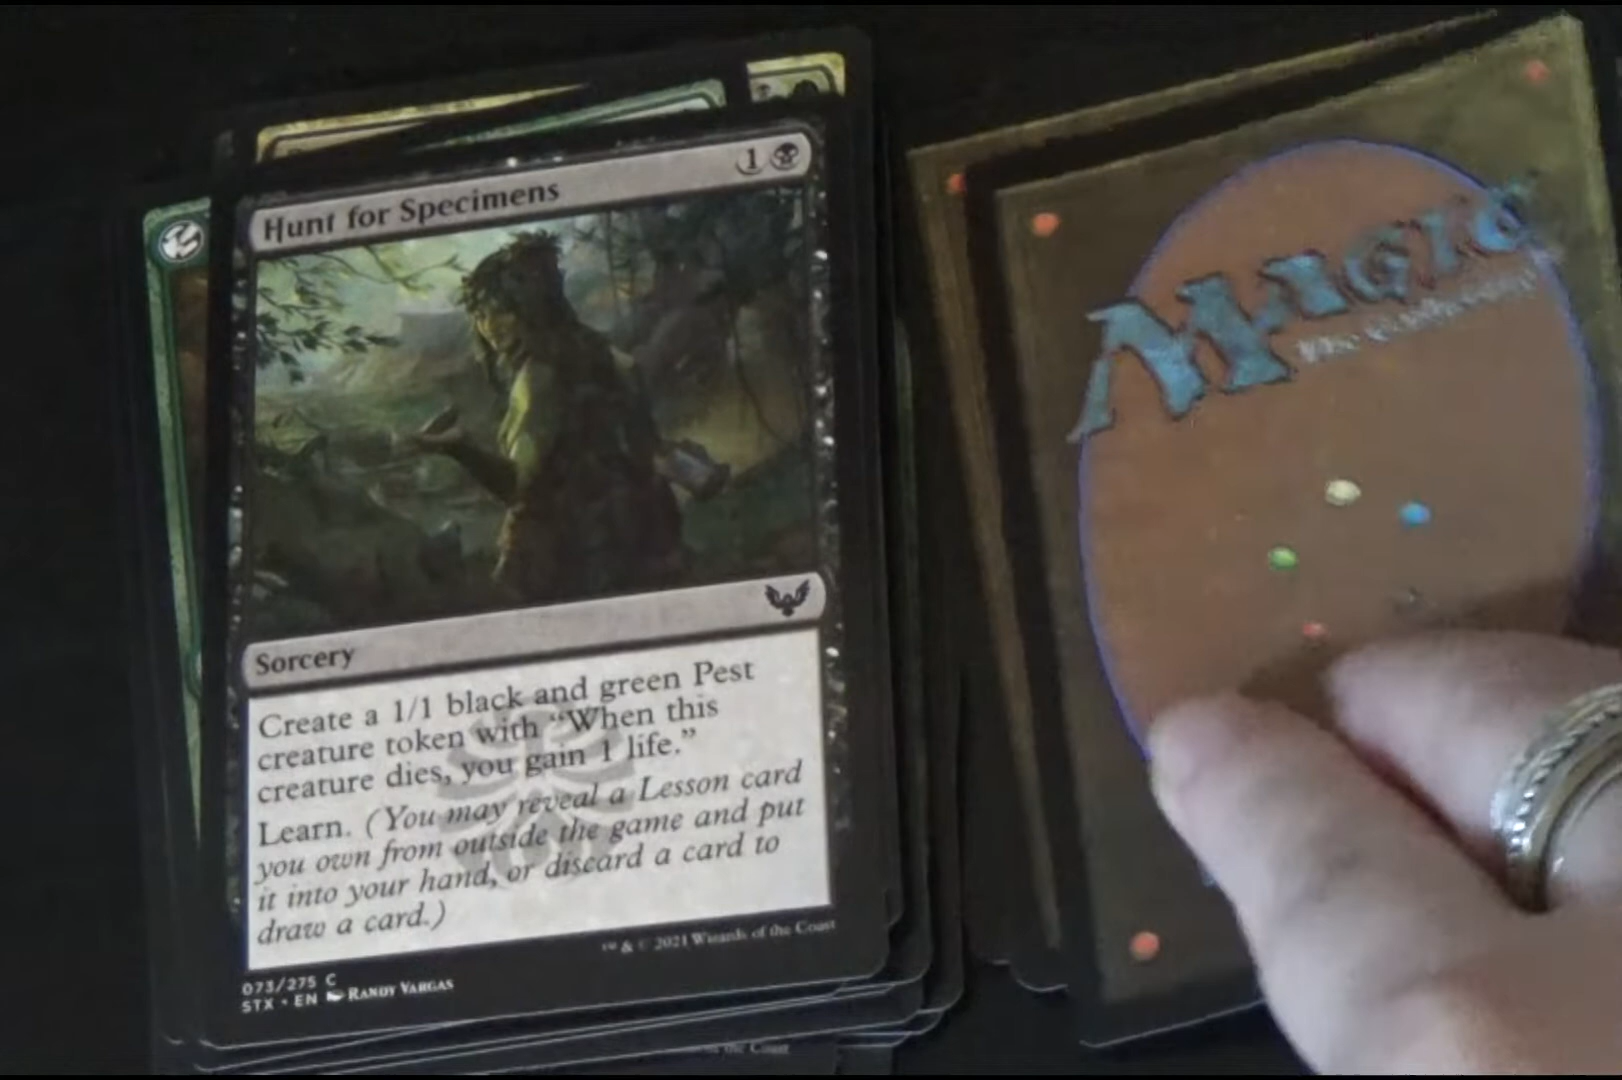 Hunt for Specimens
1
Sorcery
Create a 1/1 black and green Pest
creature token with “When this
creature dies, you gain 1 life.”
Learn. (You may reveal a Lesson card
you own from outside the game and put
it into your hand, or discard a card to
draw a card.)
™ & © 2021 Wizards of the Coast
073/275 C
STX • EN RANDY VARGAS
the Coast
MAGIC